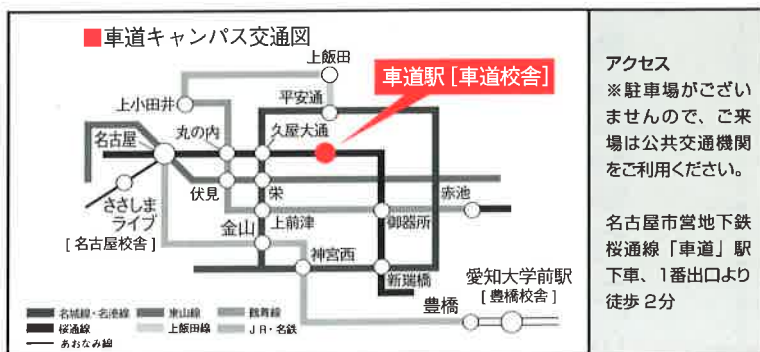 ■車道キャンパス交通図
上飯田
車道駅[車道校舎]
上小田井
平安通
名古屋
丸の内
久屋大通
伏見
栄
赤池
ささしま
ライブ
[名古屋校舎]
金山
上前津
御器所
神宮西
新瑞橋
愛知大学前駅
[豊橋校舎]
豊橋
名城線・名港線
東山線
鶴舞線
桜通線
上飯田線
JR・名鉄
あおなみ線
アクセス
※駐車場がござい
ませんので、ご来
場は公共交通機関
をご利用ください。
名古屋市営地下鉄
桜通線「車道」駅
下車、1番出口より
徒歩2分